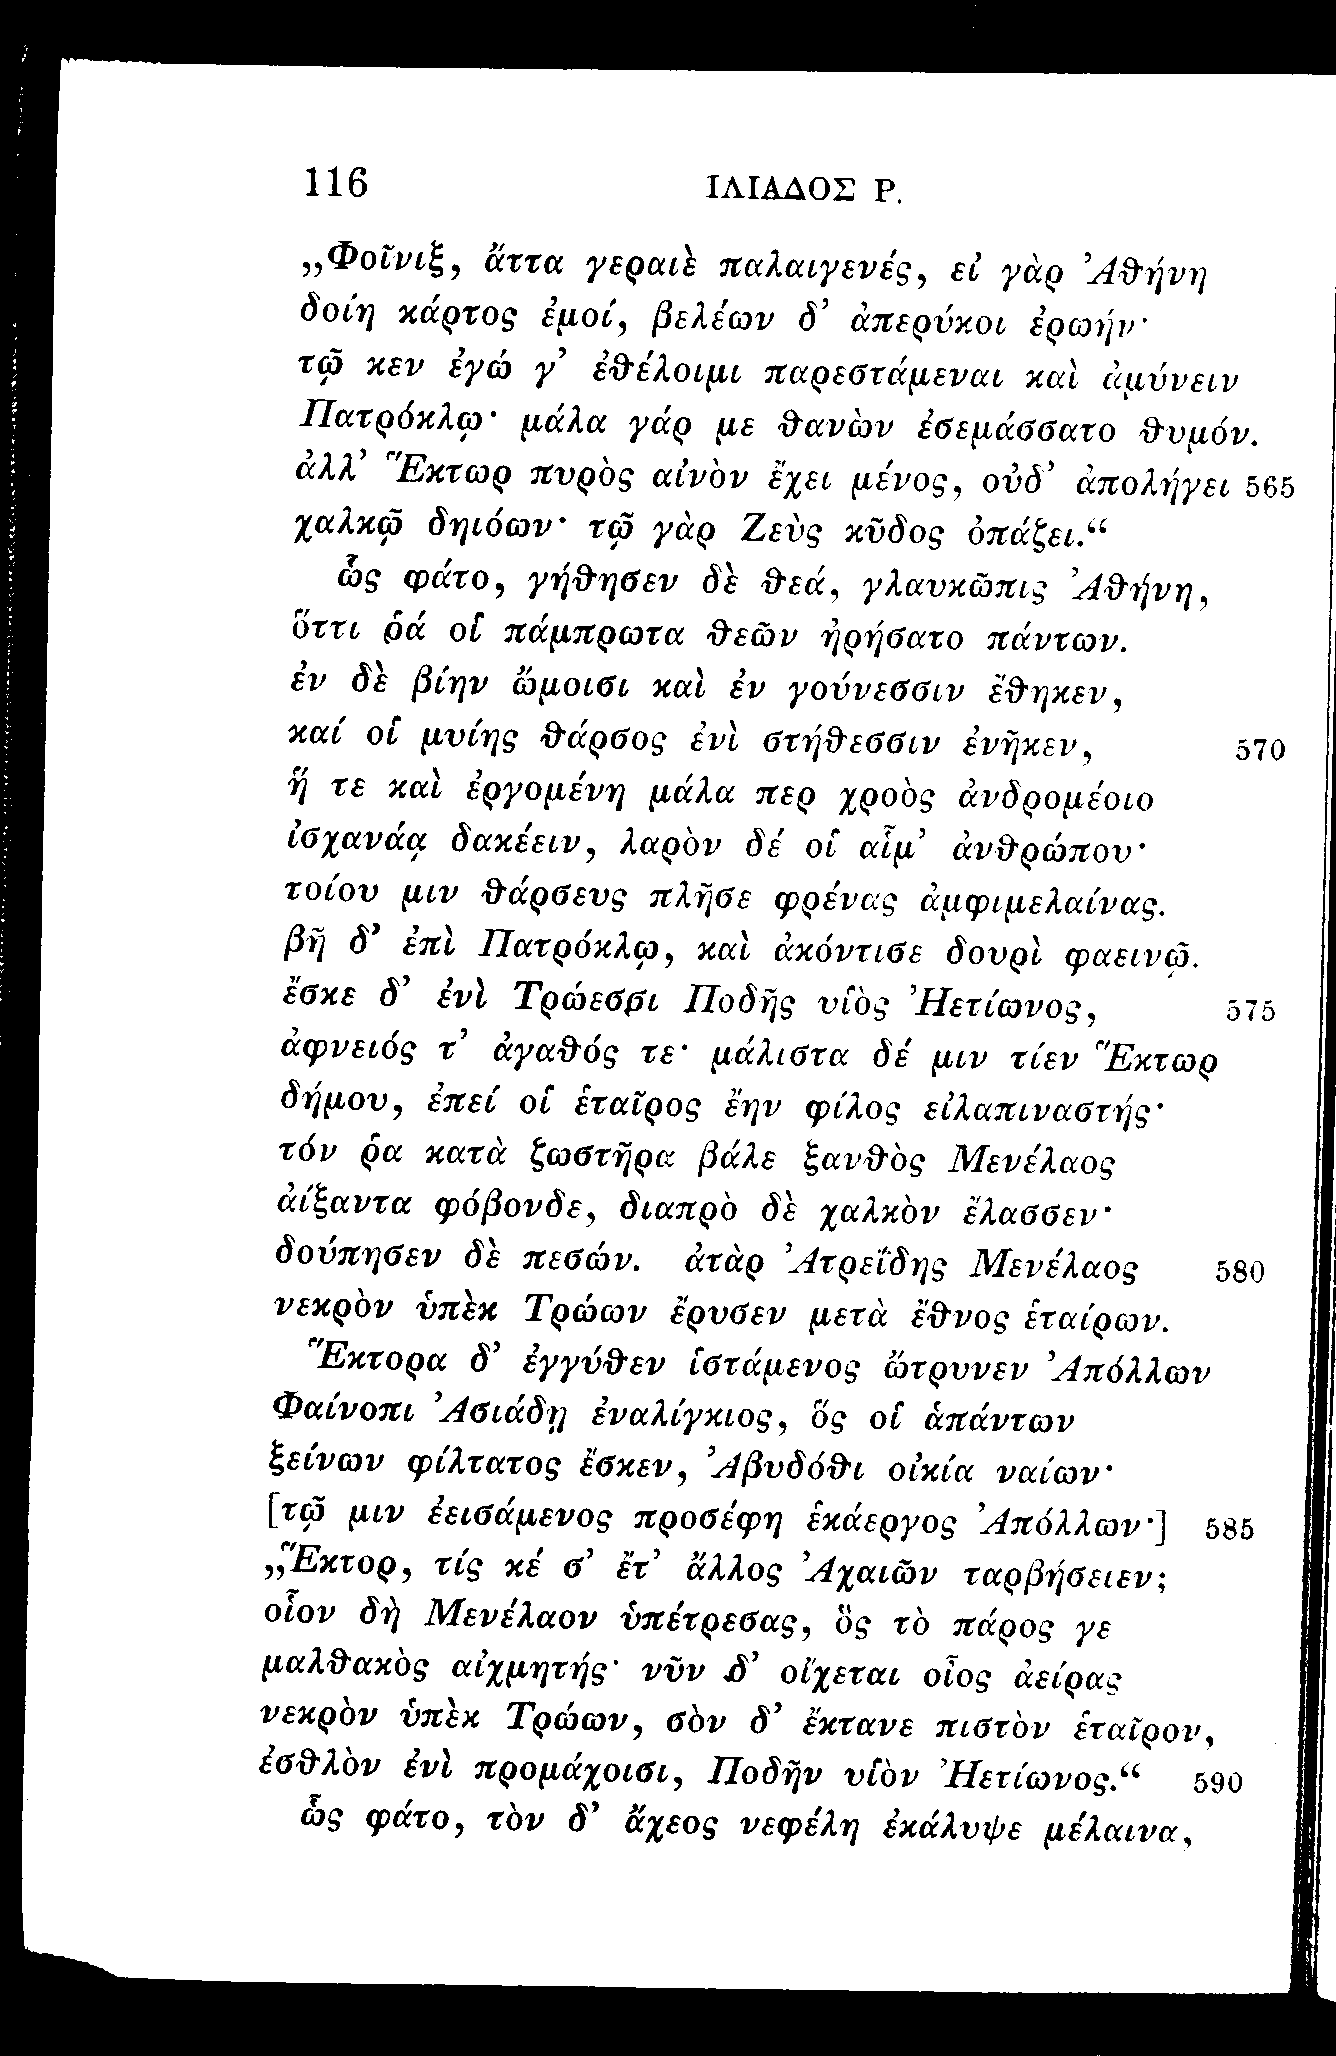 116 ΙΛΙΑΔΟΣ Ρ.
„Φοῖνιξ, ἄττα γεραιὲ παλαιγενές, εἰ γὰρ Ἀθήνη
δοίη κάρτος ἐμοί, βελέων δ’ ἀπερύκοι ἐρωήν·
τῷ κεν ἐγώ γ’ ἐθέλοιμι παρεστάμεναι καὶ ἀμύνειν
Πατρόκλῳ· μάλα γάρ με θανὼν ἐσεμάσσατο θυμόν.
ἀλλ’ Ἕκτωρ πυρὸς αἰνὸν ἔχει μένος, οὐδ’ ἀπολήγει 565
χαλκῷ δηιόων· τῷ γὰρ Ζεὺς κῦδος ὀπάζει.“
ὣς φάτο, γήθησεν δὲ θεά, γλαυκῶπις Ἀθήνη,
ὅττι ῥά οἱ πάμπρωτα θεῶν ἠρήσατο πάντων.
ἐν δὲ βίην ὤμοισι καὶ ἐν γούνεσσιν ἔθηκεν,
καί οἱ μυίης θάρσος ἐνὶ στήθεσσιν ἐνῆκεν, 570
ἥ τε καὶ ἐργομένη μάλα περ χροὸς ἀνδρομέοιο
ἰσχανάᾳ δακέειν, λαρὸν δέ οἱ αἷμ’ ἀνθρώπου·
τοίου μιν θάρσευς πλῆσε φρένας ἀμφιμελαίνας.
βῆ δ’ ἐπὶ Πατρόκλῳ, καὶ ἀκόντισε δουρὶ φαεινῷ.
ἔσκε δ’ ἐνὶ Τρώεσσι Ποδῆς υἱὸς Ἠετίωνος, 575
ἀφνειός τ’ ἀγαθός τε· μάλιστα δέ μιν τίεν Ἕκτωρ
δήμου, ἐπεί οἱ ἑταῖρος ἔην φίλος εἰλαπιναστής·
τόν ῥα κατὰ ζωστῆρα βάλε ξανθὸς Μενέλαος
ἀίξαντα φόβονδε, διαπρὸ δὲ χαλκὸν ἔλασσεν·
δούπησεν δὲ πεσών. ἀτὰρ Ἀτρεΐδης Μενέλαος 580
νεκρὸν ὑπὲκ Τρώων ἔρυσεν μετὰ ἔθνος ἑταίρων.
Ἕκτορα δ’ ἐγγύθεν ἱστάμενος ὤτρυνεν Ἀπόλλων
Φαίνοπι Ἀσιάδῃ ἐναλίγκιος, ὅς οἱ ἁπάντων
ξείνων φίλτατος ἔσκεν, Ἀβυδόθι οἰκία ναίων·
[τῷ μιν ἐεισάμενος προσέφη ἑκάεργος Ἀπόλλων·] 585
„Ἕκτορ, τίς κέ σ’ ἔτ’ ἄλλος Ἀχαιῶν ταρβήσειεν;
οἷον δὴ Μενέλαον ὑπέτρεσας, ὃς τὸ πάρος γε
μαλθακὸς αἰχμητής· νῦν δ’ οἴχεται οἶος ἀείρας
νεκρὸν ὑπὲκ Τρώων, σὸν δ’ ἔκτανε πιστὸν ἑταῖρον,
ἐσθλὸν ἐνὶ προμάχοισι, Ποδῆν υἱὸν Ἠετίωνος.“ 590
ὣς φάτο, τὸν δ’ ἄχεος νεφέλη ἐκάλυψε μέλαινα,